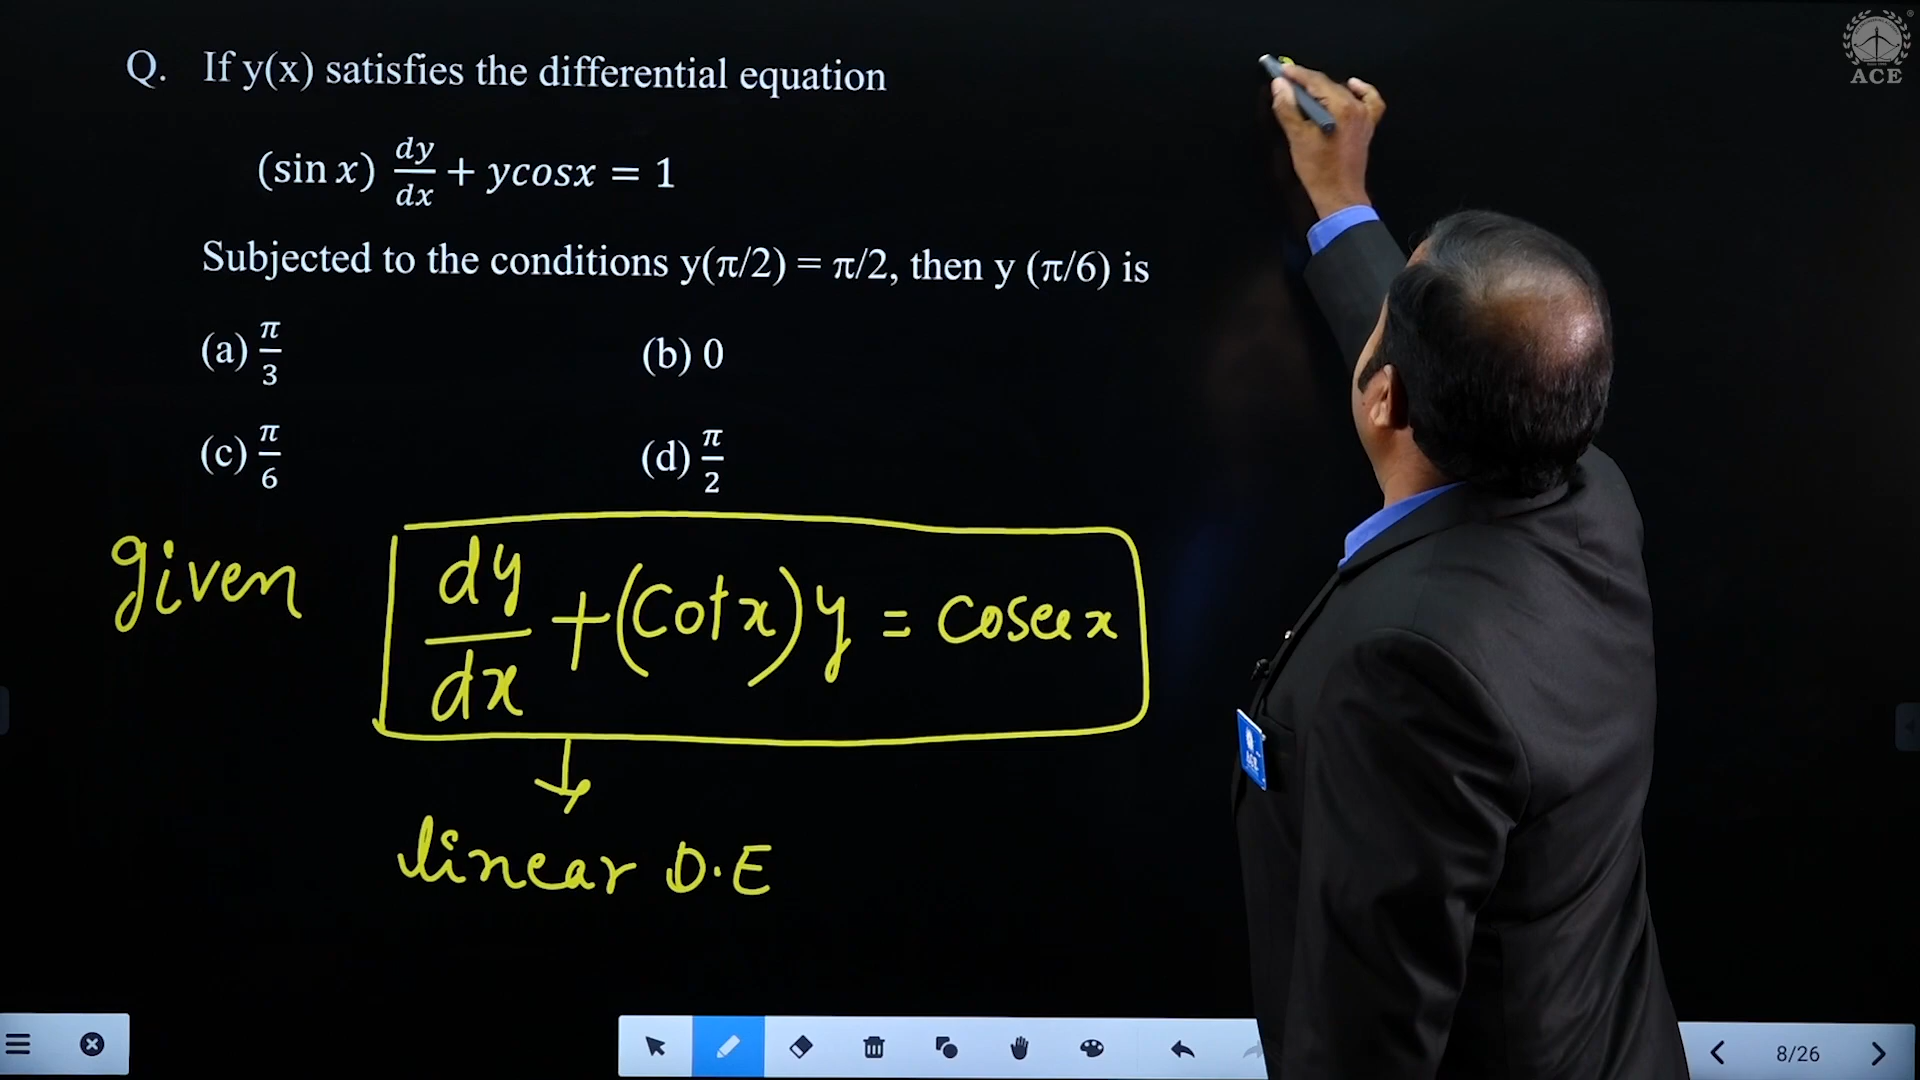 Q. If y(x) satisfies the differential equation
(sin x) dy/dx + ycosx = 1
Subjected to the conditions y(π/2) = π/2, then y (π/6) is
(a) π/3 (b) 0
(c) π/6 (d) π/2
given dy/dx + (Cot x) y = cosec x
linear D.E
ACE
8/26